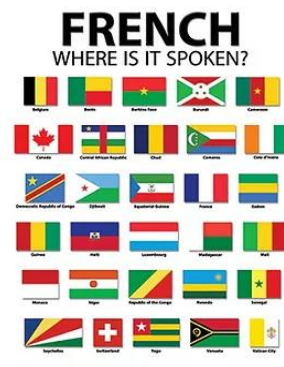 FRENCH
WHERE IS IT SPOKEN?
Belgium Benin Burkina Faso Burundi Cameroon
Canada Central African Republic Chad Comoros Cote d'Ivoire
Democratic Republic of Congo Djibouti Equatorial Guinea France Gabon
Guinea Haiti Luxembourg Madagascar Mali
Monaco Niger Republic of the Congo Rwanda Senegal
Seychelles Switzerland Togo Vanuatu Vatican City